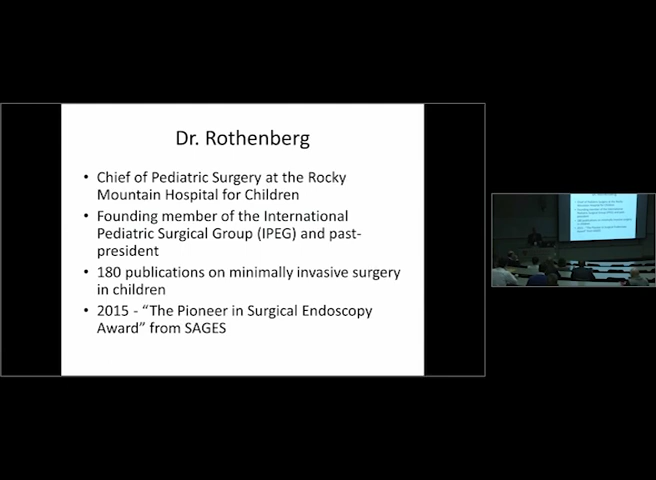 Dr. Rothenberg
• Chief of Pediatric Surgery at the Rocky
Mountain Hospital for Children
• Founding member of the International
Pediatric Surgical Group (IPEG) and past-
president
• 180 publications on minimally invasive surgery
in children
• 2015 - “The Pioneer in Surgical Endoscopy
Award” from SAGES